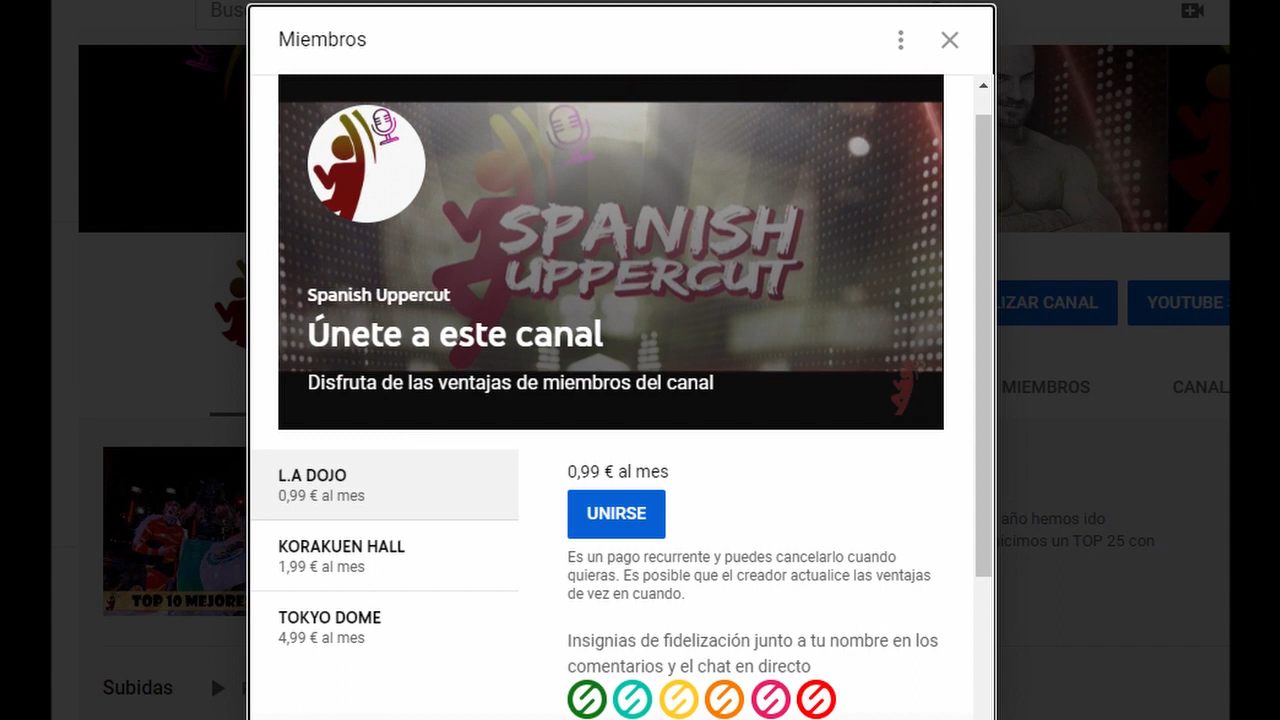 Bus
Miembros
SPANISH
UPPERCUT
Spanish Uppercut
Únete a este canal
Disfruta de las ventajas de miembros del canal
LIZAR CANAL
YOUTUBE
MIEMBROS
CANAL
L.A DOJO
0,99 € al mes
KORAKUEN HALL
1,99 € al mes
TOKYO DOME
4,99 € al mes
0,99 € al mes
UNIRSE
Es un pago recurrente y puedes cancelarlo cuando
quieras. Es posible que el creador actualice las ventajas
de vez en cuando.
Insignias de fidelización junto a tu nombre en los
comentarios y el chat en directo
año hemos ido
icimos un TOP 25 con
TOP 10 MEJORE
Subidas